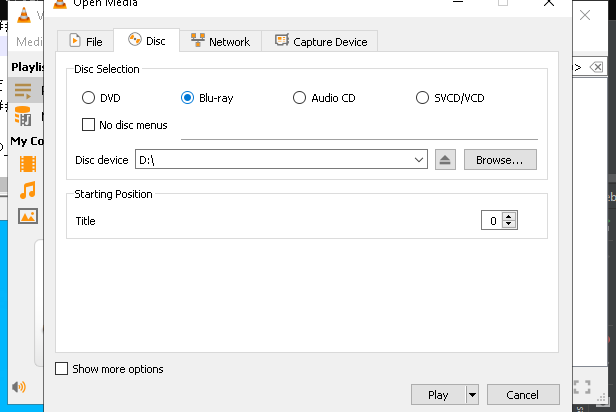 Open Media
File
Disc
Network
Capture Device
Disc Selection
DVD
Blu-ray
Audio CD
SVCD/VCD
No disc menus
Disc device
D:\
Browse...
Starting Position
Title
0
Show more options
Play
Cancel
V
Medi
Playlis
My Co